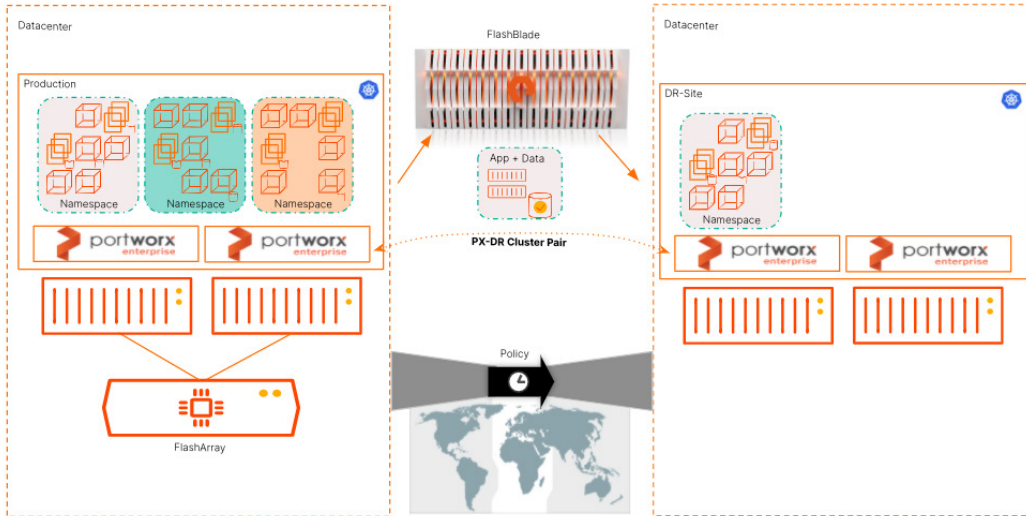 Datacenter
Production
Namespace
Namespace
Namespace
portworx
enterprise
portworx
enterprise
FlashArray
FlashBlade
App + Data
PX-DR Cluster Pair
Policy
Datacenter
DR-Site
Namespace
portworx
enterprise
portworx
enterprise